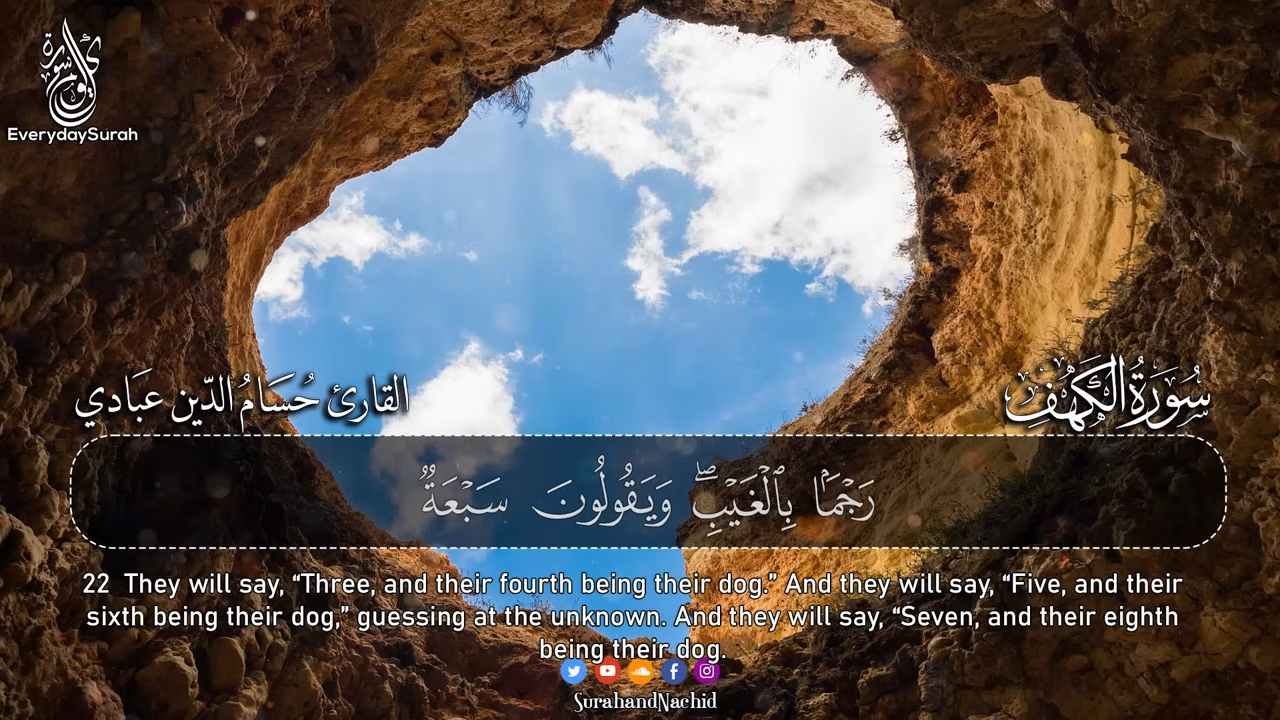 EverydaySurah
القارئ حُسَامُ الدّين عبَادي
سُورَةُ الكَهْفِ
رَجۡمَۢا بِٱلۡغَيۡبِۖ وَيَقُولُونَ سَبۡعَةٞ
22 They will say, “Three, and their fourth being their dog.” And they will say, “Five, and their
sixth being their dog,” guessing at the unknown. And they will say, “Seven, and their eighth
being their dog.
SurahandNachid